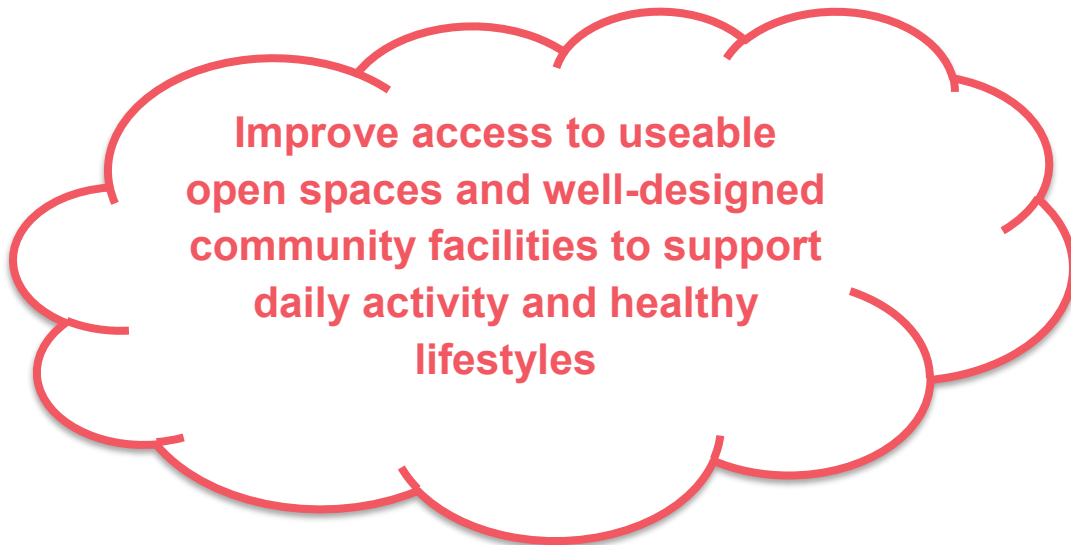 Improve access to useable
open spaces and well-designed
community facilities to support
daily activity and healthy
lifestyles